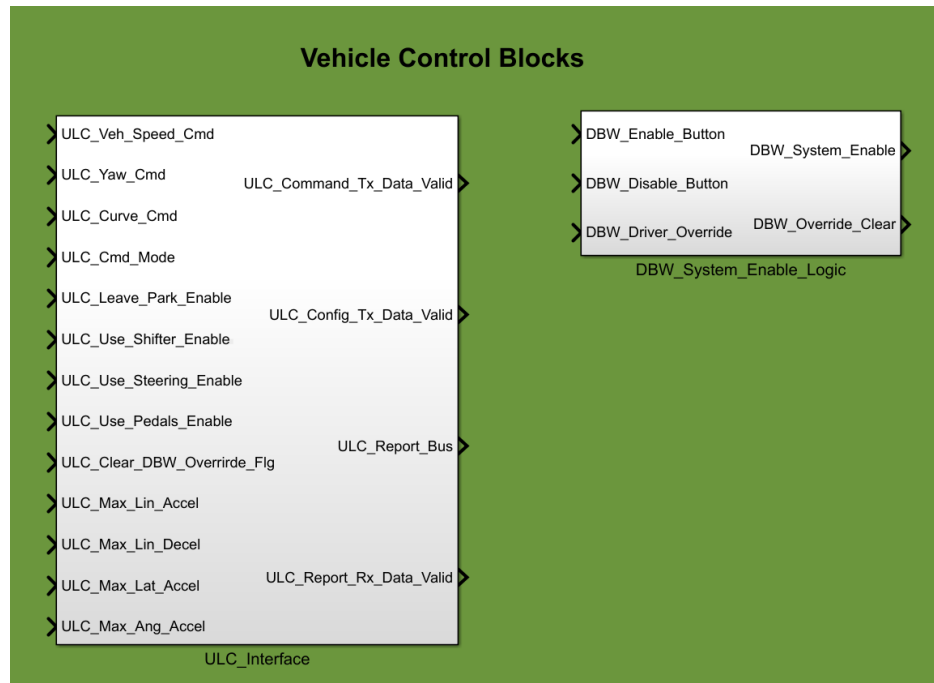 Vehicle Control Blocks
ULC_Veh_Speed_Cmd
ULC_Yaw_Cmd
ULC_Curve_Cmd
ULC_Cmd_Mode
ULC_Leave_Park_Enable
ULC_Use_Shifter_Enable
ULC_Use_Steering_Enable
ULC_Use_Pedals_Enable
ULC_Clear_DBW_Overrirde_Flg
ULC_Max_Lin_Accel
ULC_Max_Lin_Decel
ULC_Max_Lat_Accel
ULC_Max_Ang_Accel
ULC_Command_Tx_Data_Valid
ULC_Config_Tx_Data_Valid
ULC_Report_Bus
ULC_Report_Rx_Data_Valid
ULC_Interface
DBW_Enable_Button
DBW_Disable_Button
DBW_Driver_Override
DBW_System_Enable
DBW_Override_Clear
DBW_System_Enable_Logic